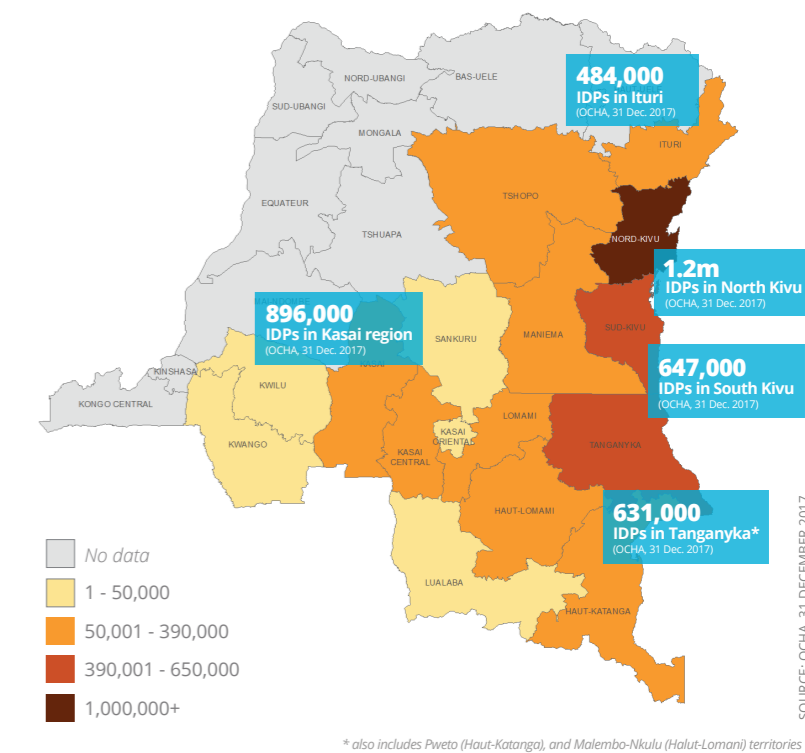 484,000
IDPs in Ituri
(OCHA, 31 Dec. 2017)
NORD-UBANGI
BAS-UELE
SUD-UBANGI
MONGALA
ITURI
TSHOPO
EQUATEUR
TSHUAPA
NORD-KIVU
1.2m
IDPs in North Kivu
(OCHA, 31 Dec. 2017)
896,000
IDPs in Kasai region
(OCHA, 31 Dec. 2017)
SANKURU
MANIEMA
SUD-KIVU
647,000
IDPs in South Kivu
(OCHA, 31 Dec. 2017)
KINSHASA
KASAI
KWILU
KONGO CENTRAL
LOMAMI
KASAI
ORIENTAL
KWANGO
KASAI
CENTRAL
TANGANYKA
631,000
IDPs in Tanganyka*
(OCHA, 31 Dec. 2017)
HAUT-LOMAMI
LUALABA
HAUT-KATANGA
No data
1 - 50,000
50,001 - 390,000
390,001 - 650,000
1,000,000+
SOURCE: OCHA, 31 DECEMBER 2017
* also includes Pweto (Haut-Katanga), and Malembo-Nkulu (Halut-Lomani) territories